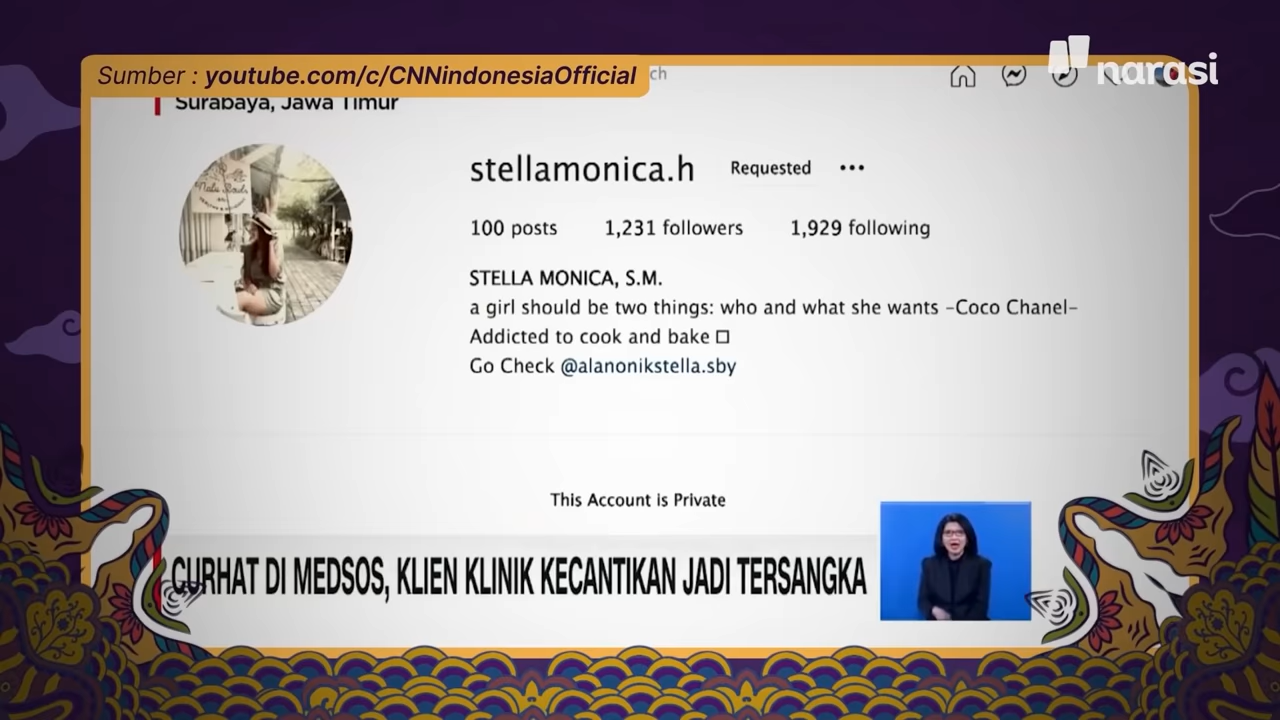 Sumber : youtube.com/c/CNNindonesiaOfficial
ch
narasi
Surabaya, Jawa Timur
stellamonica.h Requested •••
100 posts 1,231 followers 1,929 following
STELLA MONICA, S.M.
a girl should be two things: who and what she wants -Coco Chanel-
Addicted to cook and bake
Go Check @alanonikstella.sby
This Account is Private
CURHAT DI MEDSOS, KLIEN KLINIK KECANTIKAN JADI TERSANGKA